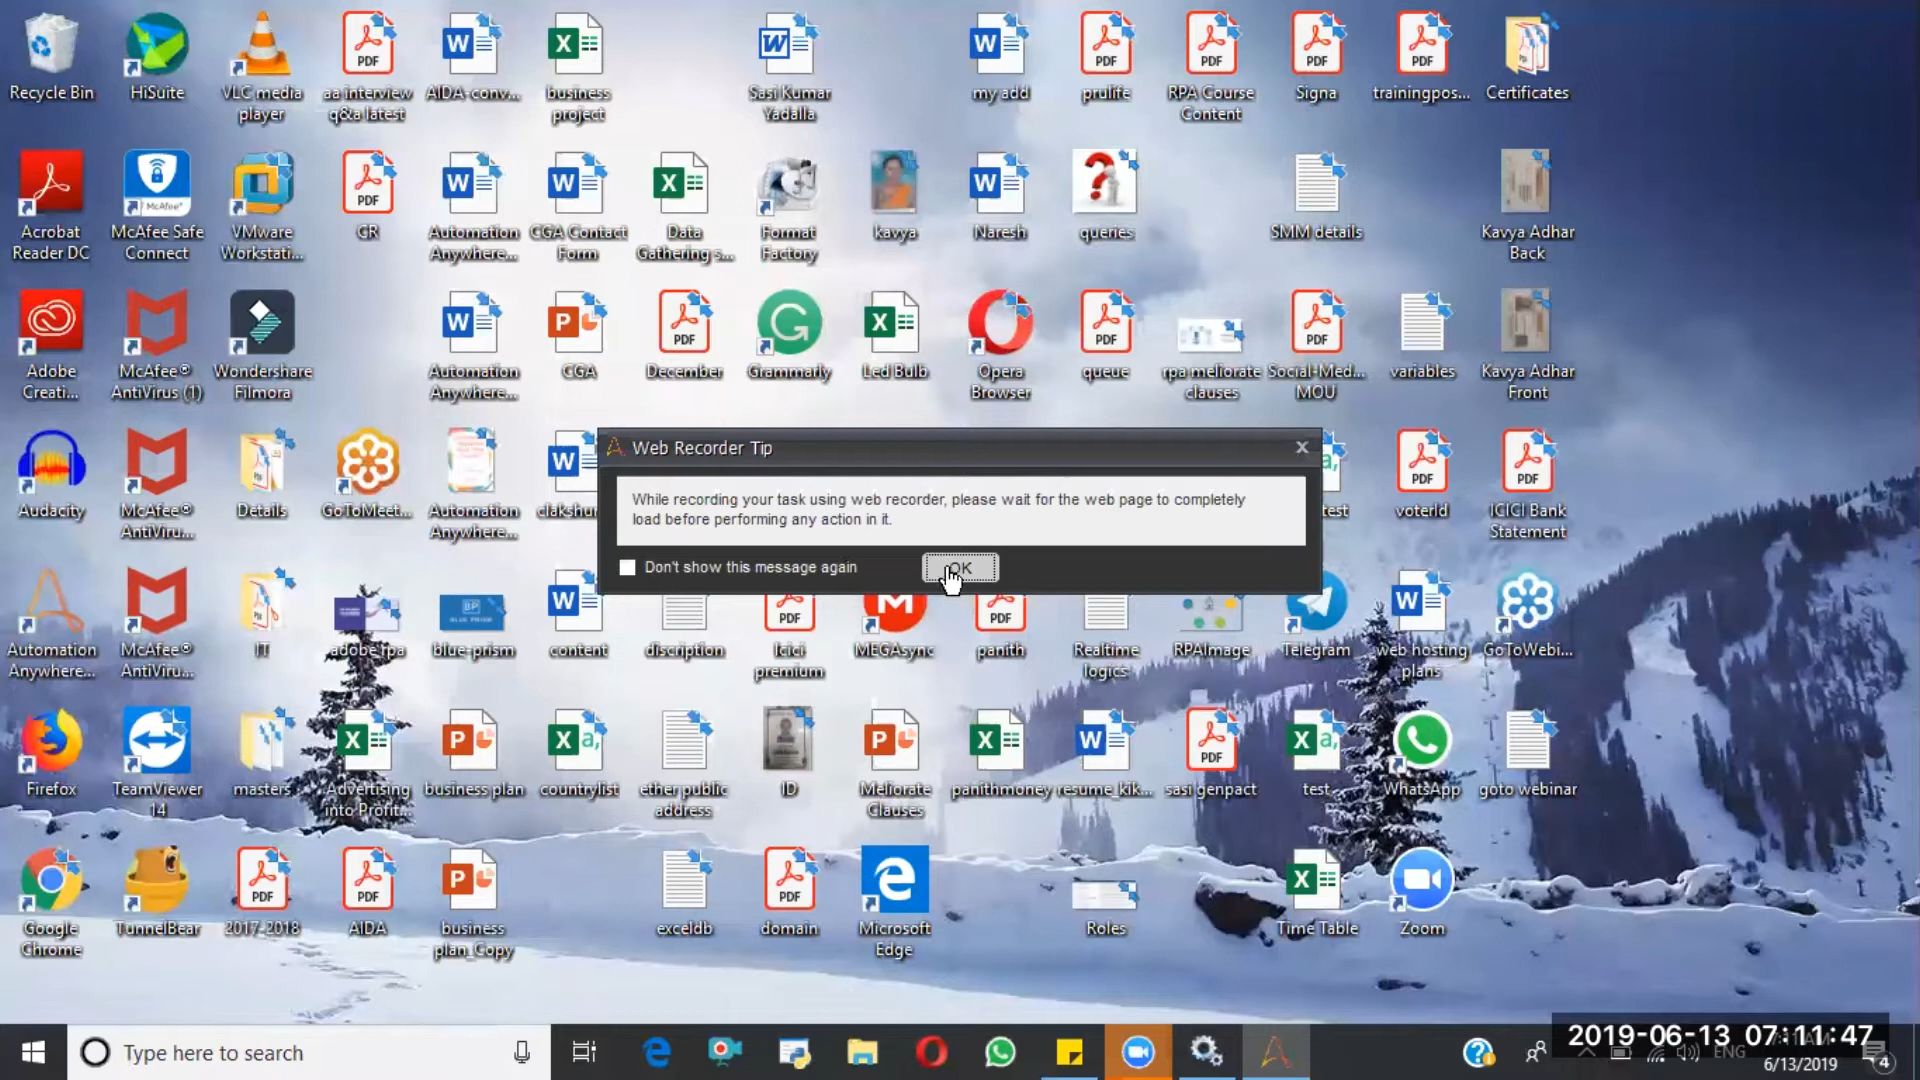 Recycle Bin
HiSuite
VLC media
player
aa interview
q&a latest
AIDA-conv...
business
project
Sasi Kumar
Yadalla
my add
prulife
RPA Course
Content
Signa
trainingpos...
Certificates
Acrobat
Reader DC
McAfee Safe
Connect
VMware
Workstati...
CR
Automation
Anywhere...
CGA Contact
Form
Data
Gathering s...
Format
Factory
kavya
Naresh
queries
SMM details
Kavya Adhar
Back
Adobe
Creati...
McAfee®
AntiVirus (1)
Wondershare
Filmora
Automation
Anywhere...
CGA
December
Grammarly
Led Bulb
Opera
Browser
queue
rpa meliorate
clauses
Social-Med...
MOU
variables
Kavya Adhar
Front
Web Recorder Tip
While recording your task using web recorder, please wait for the web page to completely
load before performing any action in it.
Don't show this message again
OK
Audacity
McAfee®
AntiViru...
Details
GoToMeet...
Automation
Anywhere...
voterId
ICICI Bank
Statement
Automation
Anywhere...
McAfee®
AntiViru...
IT
adobe rpa
blue-prism
content
discription
Icici
premium
MEGAsync
panith
Realtime
logics
RPAImage
Telegram
web hosting
plans
GoToWebi...
Firefox
TeamViewer
14
masters
Advertising
into Profit...
business plan
countrylist
ether public
address
ID
Meliorate
Clauses
panithmoney
resume_kik...
sasi genpact
test
WhatsApp
goto webinar
Google
Chrome
TunnelBear
2017-2018
AIDA
business
plan_Copy
exceldb
domain
Microsoft
Edge
Roles
Time Table
Zoom
Type here to search
2019-06-13 07:11:47
ENG
6/13/2019
4